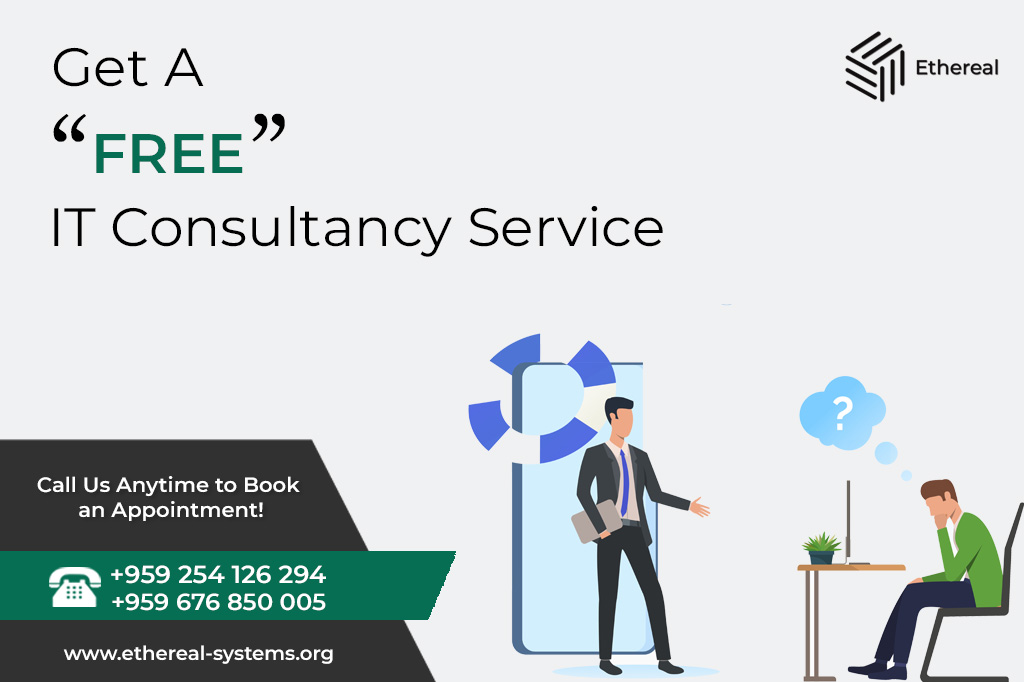 Get A
“FREE”
IT Consultancy Service
Ethereal
?
Call Us Anytime to Book
an Appointment!
+959 254 126 294
+959 676 850 005
www.ethereal-systems.org